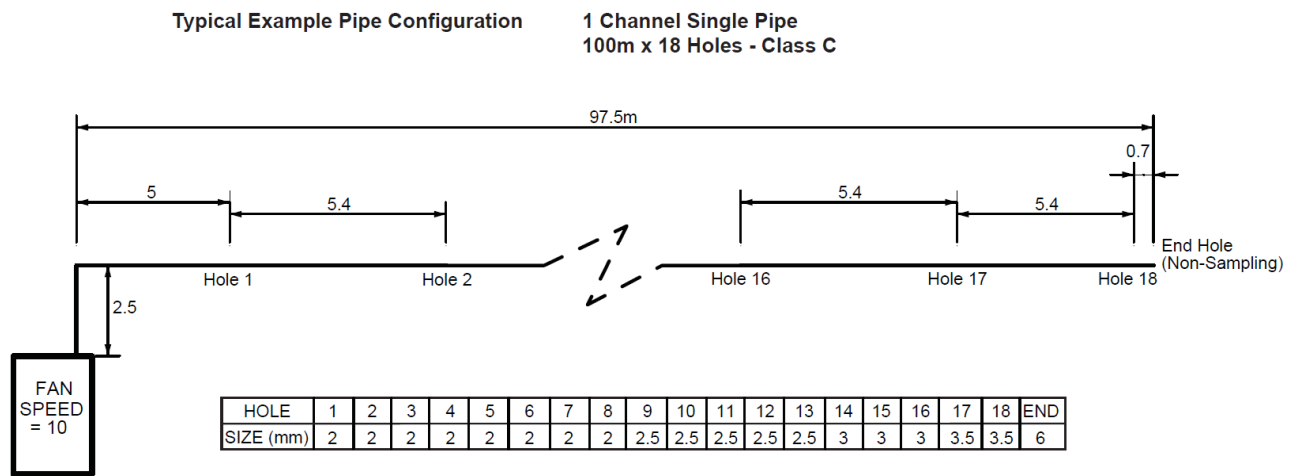 Typical Example Pipe Configuration 1 Channel Single Pipe
100m x 18 Holes - Class C
97.5m
0.7
5
5.4
5.4
5.4
End Hole
(Non-Sampling)
Hole 1
Hole 2
Hole 16
Hole 17
Hole 18
2.5
FAN
SPEED
= 10
HOLE 1 2 3 4 5 6 7 8 9 10 11 12 13 14 15 16 17 18 END
SIZE (mm) 2 2 2 2 2 2 2 2 2.5 2.5 2.5 2.5 2.5 3 3 3 3.5 3.5 6